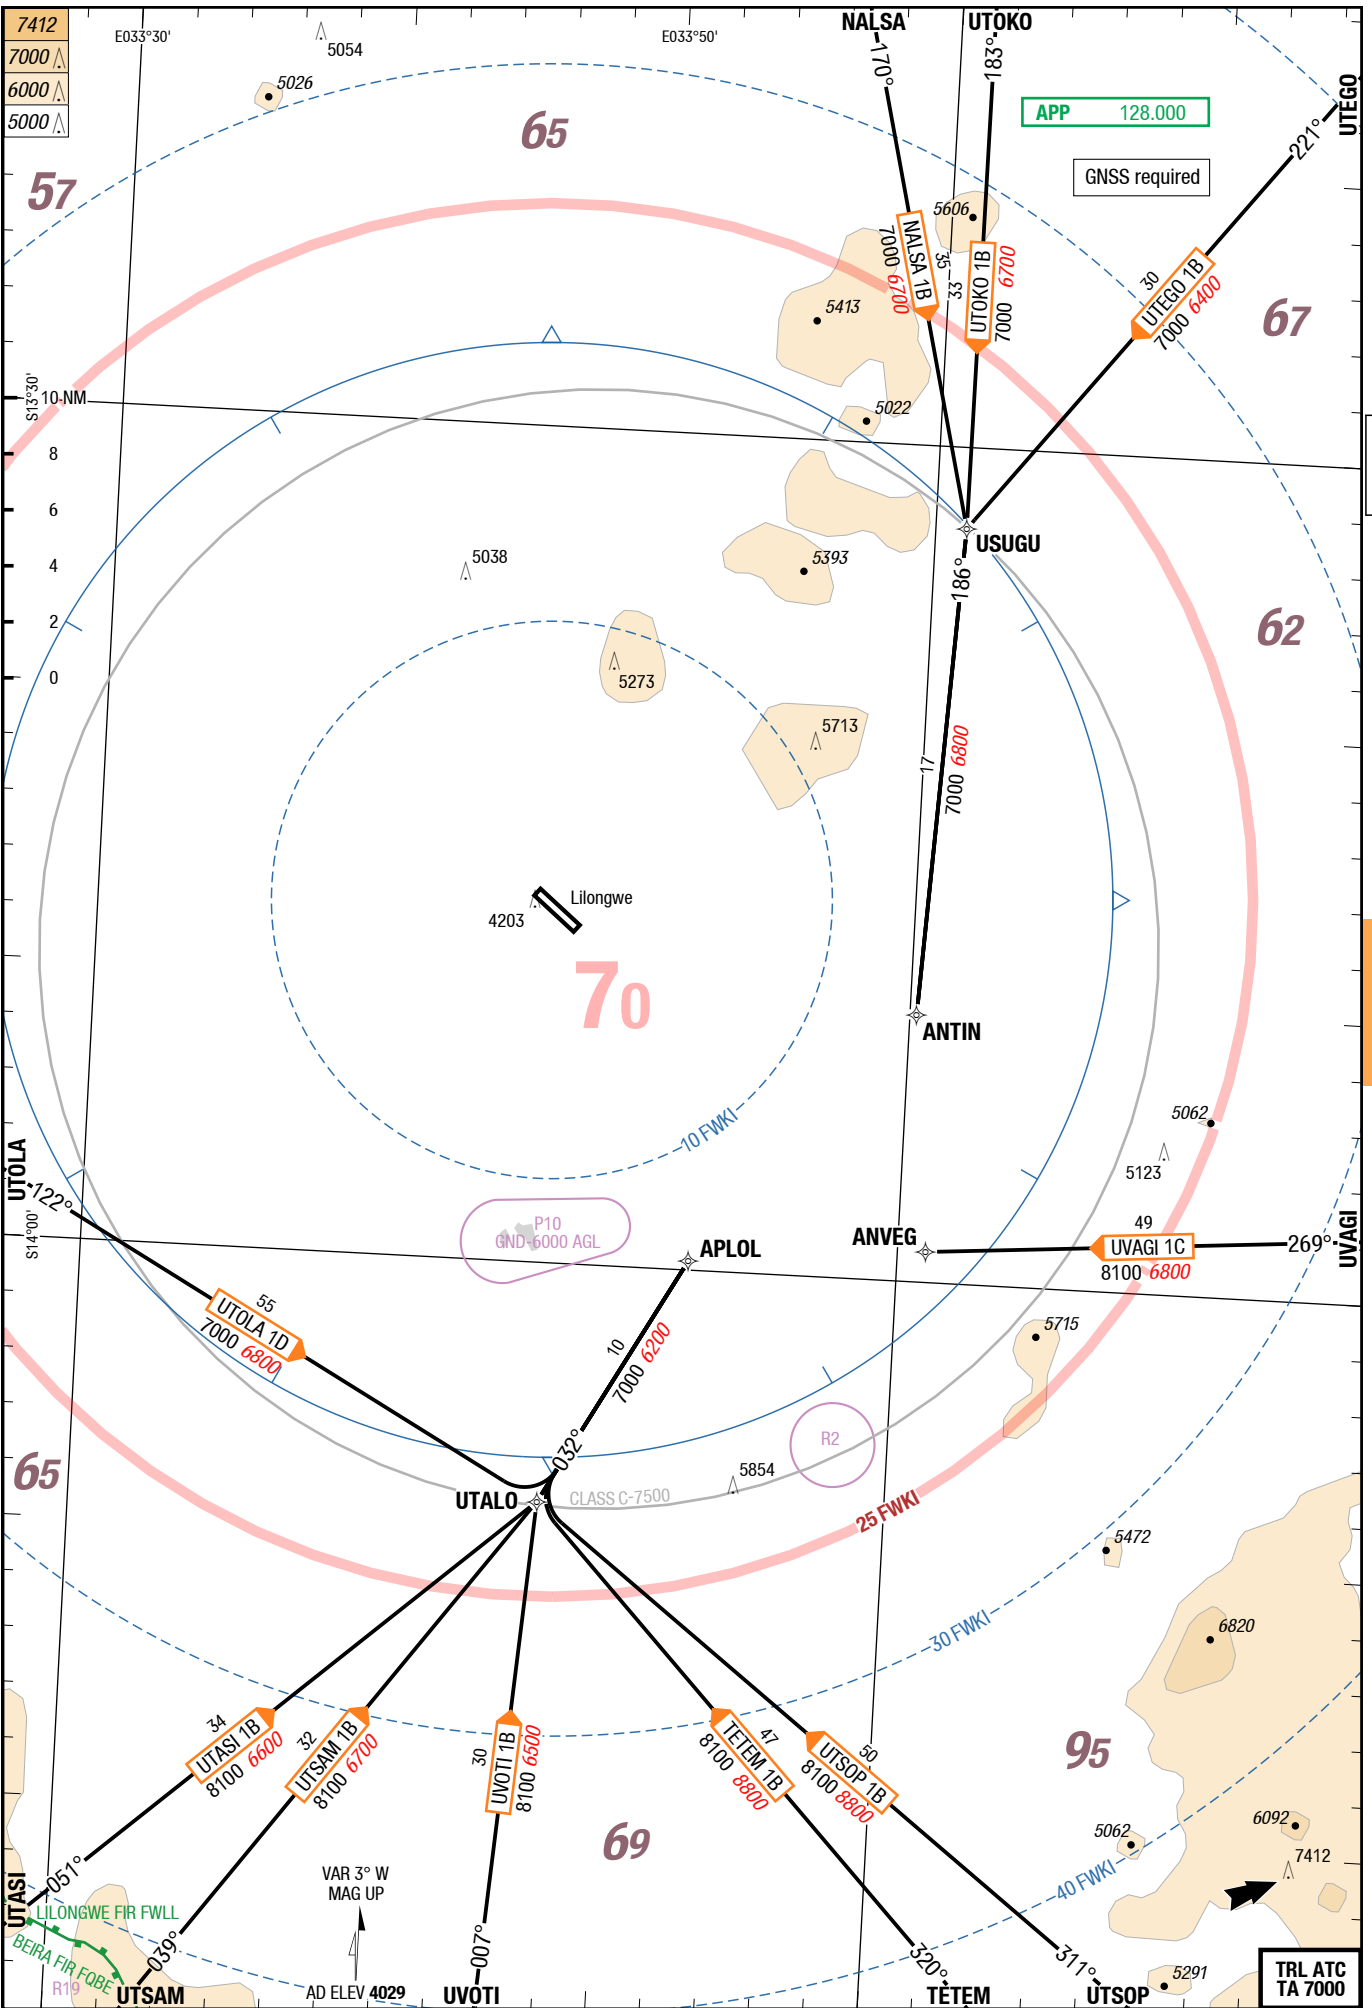 7412
7000
6000
5000
E033°30'
5054
5026
E033°50'
NALSA
UTOKO
170°
183°
UTEGO
221°
APP 128.000
GNSS required
65
57
5606
NALSA 1B
7000 6700
35
33
UTOKO 1B
7000 6700
30
UTEGO 1B
7000 6400
67
5413
5022
S13°30'
10 NM
8
6
4
2
0
USUGU
186°
5038
5393
62
5273
5713
17
7000 6800
4203
Lilongwe
70
ANTIN
10 FWKI
5062
5123
UTOLA
122°
S14°00'
P10
GND-6000 AGL
APLOL
ANVEG
49
UVAGI 1C
8100 6800
269°
UVAGI
55
UTOLA 1D
7000 6800
10
7000 6200
032°
5715
R2
65
5854
UTALO
CLASS C-7500
25 FWKI
5472
30 FWKI
6820
34
UTASI 1B
8100 6600
32
UTSAM 1B
8100 6700
30
UVOTI 1B
8100 6500
47
TETEM 1B
8100 8800
50
UTSOP 1B
8100 8800
95
69
5062
6092
7412
40 FWKI
UTASI
051°
LILONGWE FIR FWLL
BEIRA FIR FQBE
R19
039°
UTSAM
VAR 3° W
MAG UP
AD ELEV 4029
007°
UVOTI
320°
TETEM
311°
UTSOP
5291
TRL ATC
TA 7000